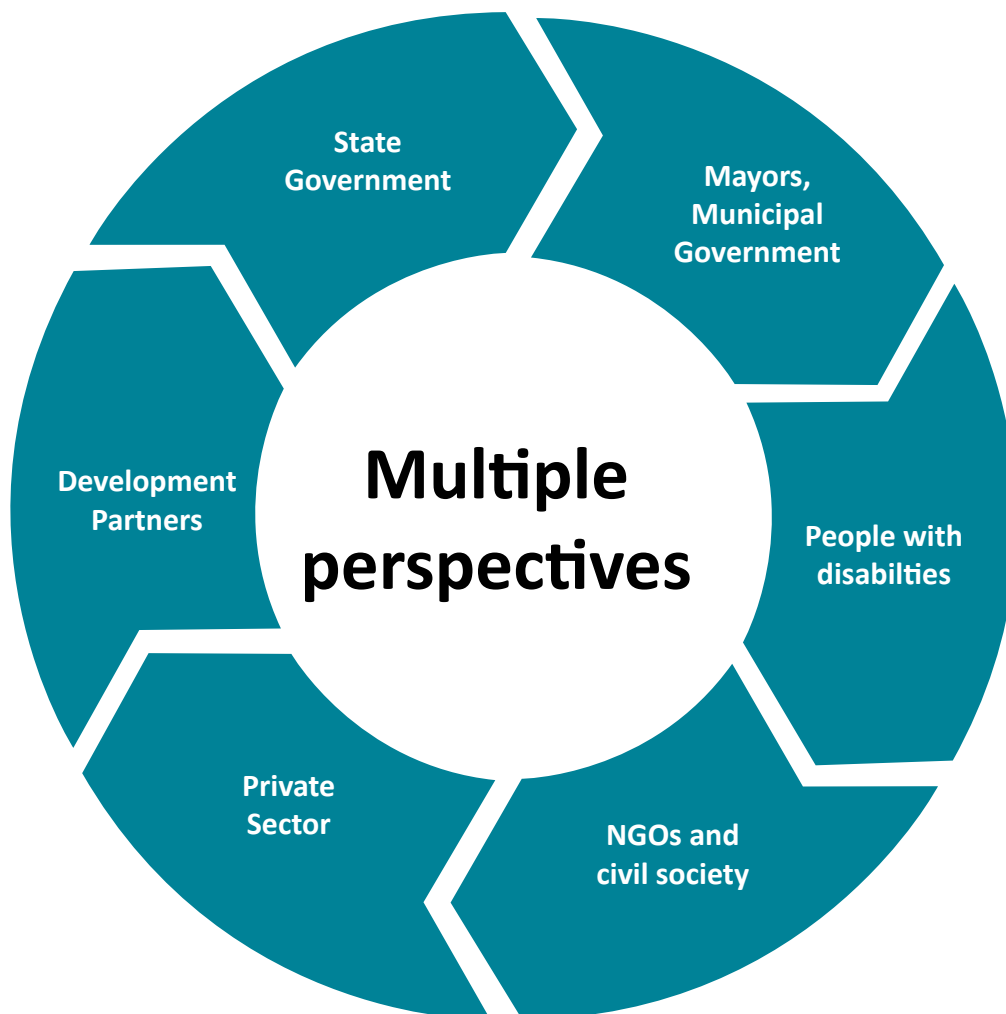 State
Government
Mayors,
Municipal
Government
People with
disabilties
NGOs and
civil society
Private
Sector
Development
Partners
Multiple
perspectives